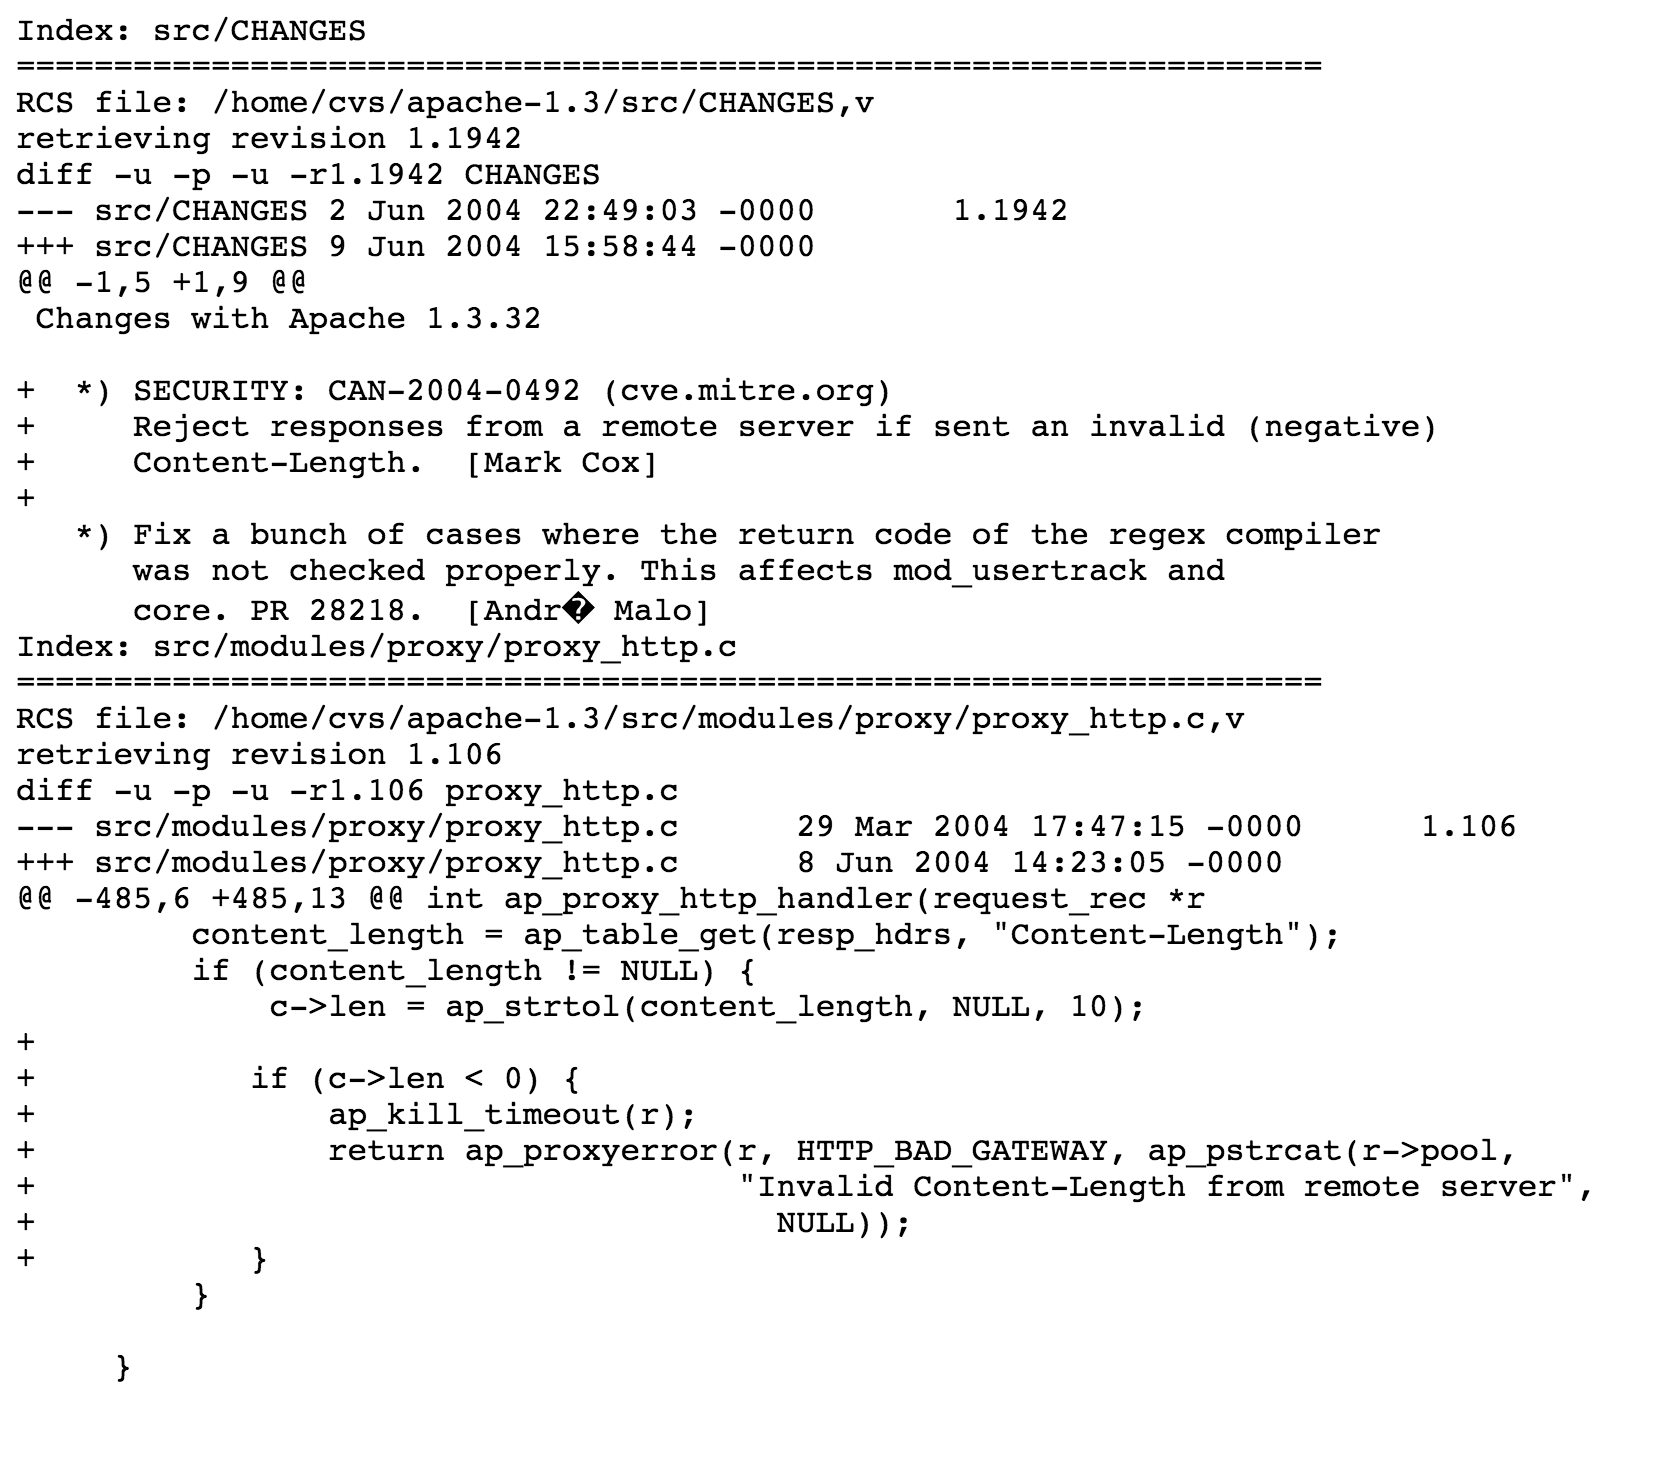 Index: src/CHANGES
===================================================================
RCS file: /home/cvs/apache-1.3/src/CHANGES,v
retrieving revision 1.1942
diff -u -p -u -r1.1942 CHANGES
--- src/CHANGES 2 Jun 2004 22:49:03 -0000       1.1942
+++ src/CHANGES 9 Jun 2004 15:58:44 -0000
@@ -1,5 +1,9 @@
 Changes with Apache 1.3.32

+  *) SECURITY: CAN-2004-0492 (cve.mitre.org)
+     Reject responses from a remote server if sent an invalid (negative)
+     Content-Length.  [Mark Cox]
+
   *) Fix a bunch of cases where the return code of the regex compiler
      was not checked properly. This affects mod_usertrack and
      core. PR 28218.  [Andr� Malo]
Index: src/modules/proxy/proxy_http.c
===================================================================
RCS file: /home/cvs/apache-1.3/src/modules/proxy/proxy_http.c,v
retrieving revision 1.106
diff -u -p -u -r1.106 proxy_http.c
--- src/modules/proxy/proxy_http.c      29 Mar 2004 17:47:15 -0000      1.106
+++ src/modules/proxy/proxy_http.c      8 Jun 2004 14:23:05 -0000
@@ -485,6 +485,13 @@ int ap_proxy_http_handler(request_rec *r
         content_length = ap_table_get(resp_hdrs, "Content-Length");
         if (content_length != NULL) {
             c->len = ap_strtol(content_length, NULL, 10);
+
+           if (c->len < 0) {
+               ap_kill_timeout(r);
+               return ap_proxyerror(r, HTTP_BAD_GATEWAY, ap_pstrcat(r->pool,
+                                    "Invalid Content-Length from remote server",
+                                      NULL));
+           }
         }

     }